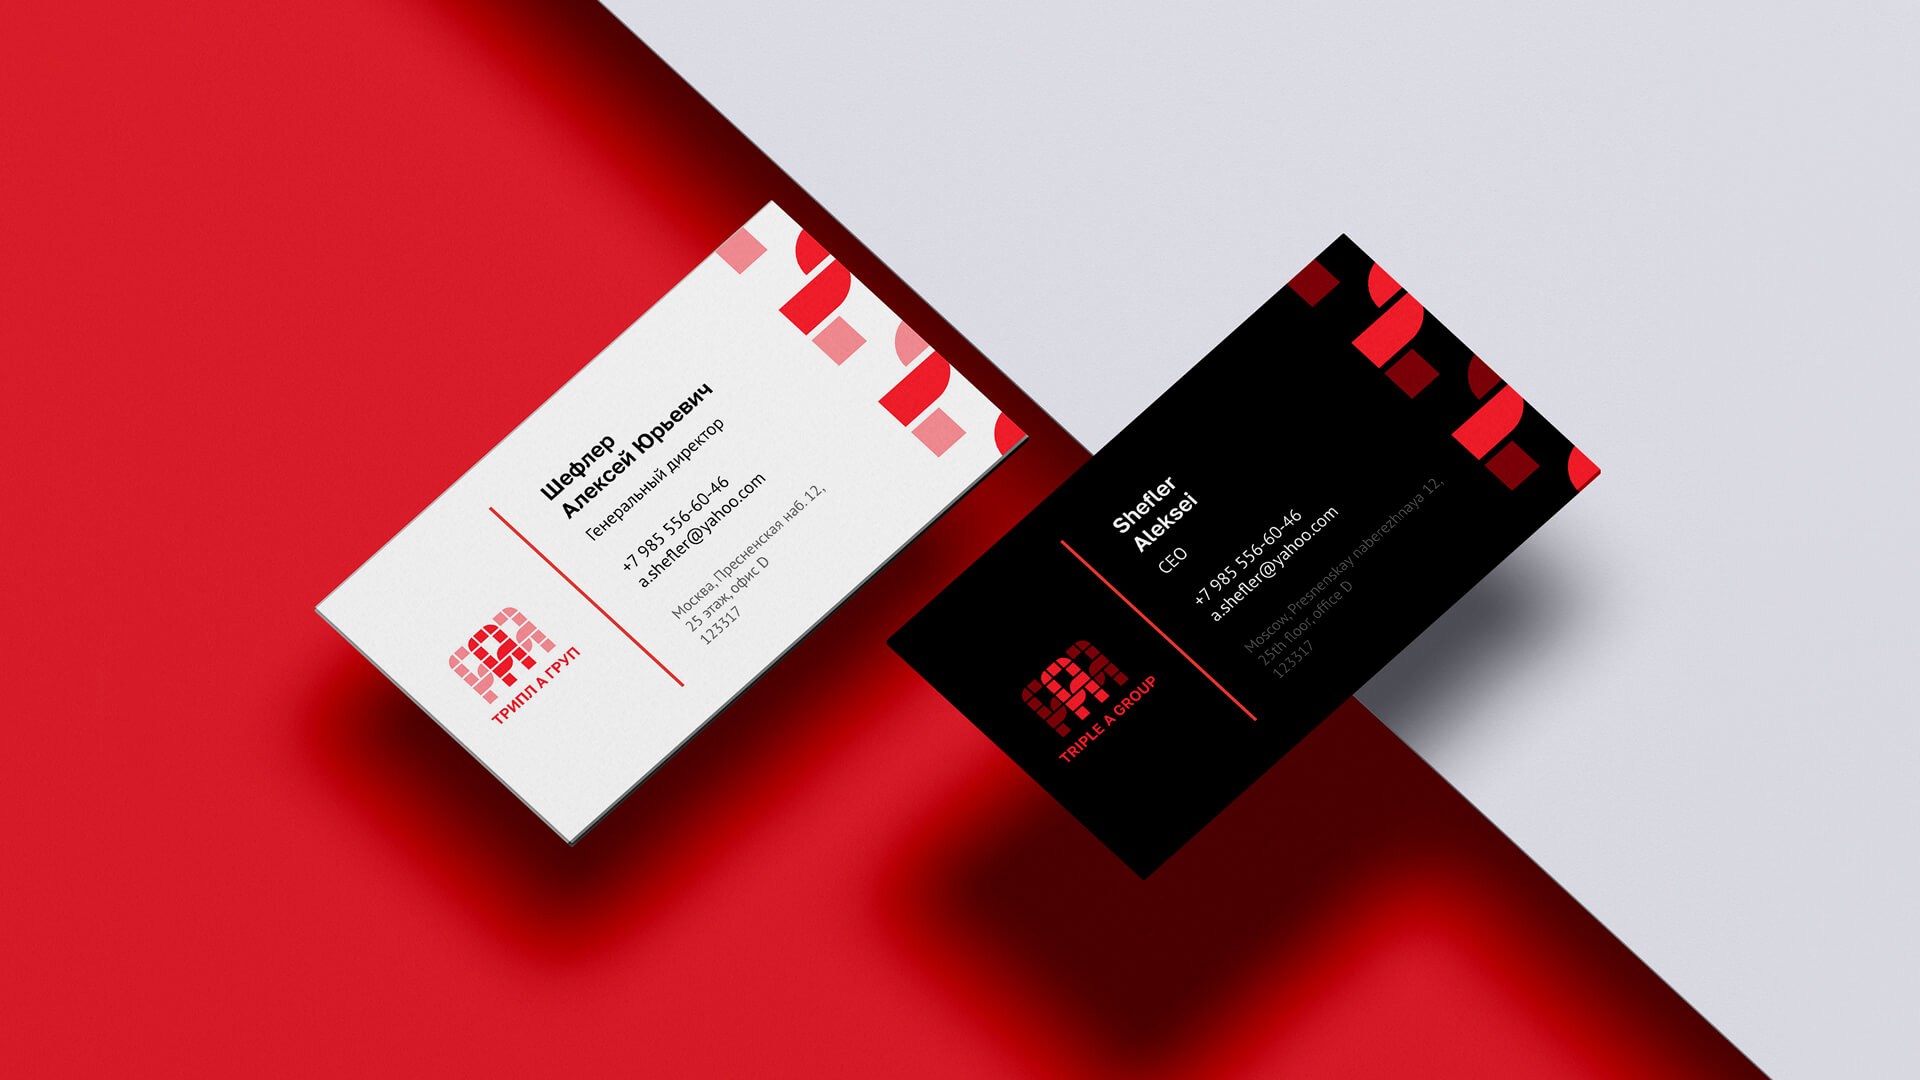 Шефлер
Алексей Юрьевич
Генеральный директор
+7 985 556-60-46
a.shefler@yahoo.com
Москва, Пресненская наб. 12,
25 этаж, офис D
123317
ТРИПЛ А ГРУП
Shefler
Aleksei
CEO
+7 985 556-60-46
a.shefler@yahoo.com
Moscow, Presnenskay naberezhnaya 12,
25th floor, office D
123317
TRIPLE A GROUP